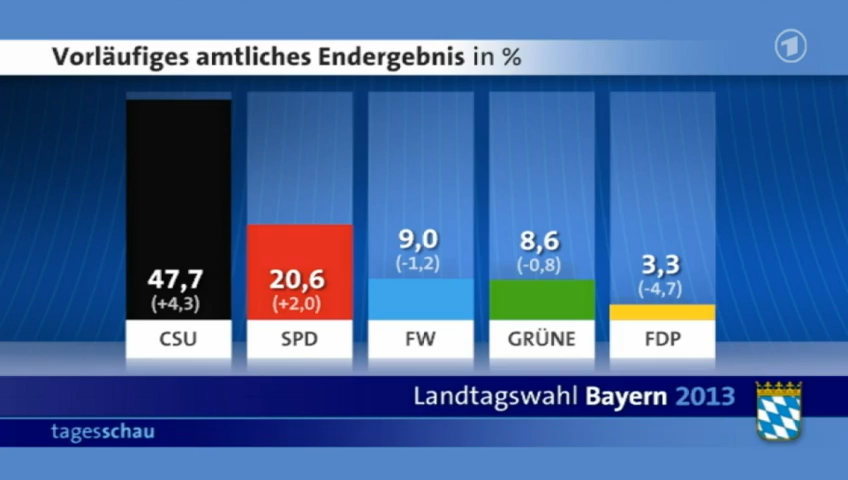 Vorläufiges amtliches Endergebnis in %
1
47,7
(+4,3)
CSU
20,6
(+2,0)
SPD
9,0
(-1,2)
FW
8,6
(-0,8)
GRÜNE
3,3
(-4,7)
FDP
Landtagswahl Bayern 2013
tagesschau